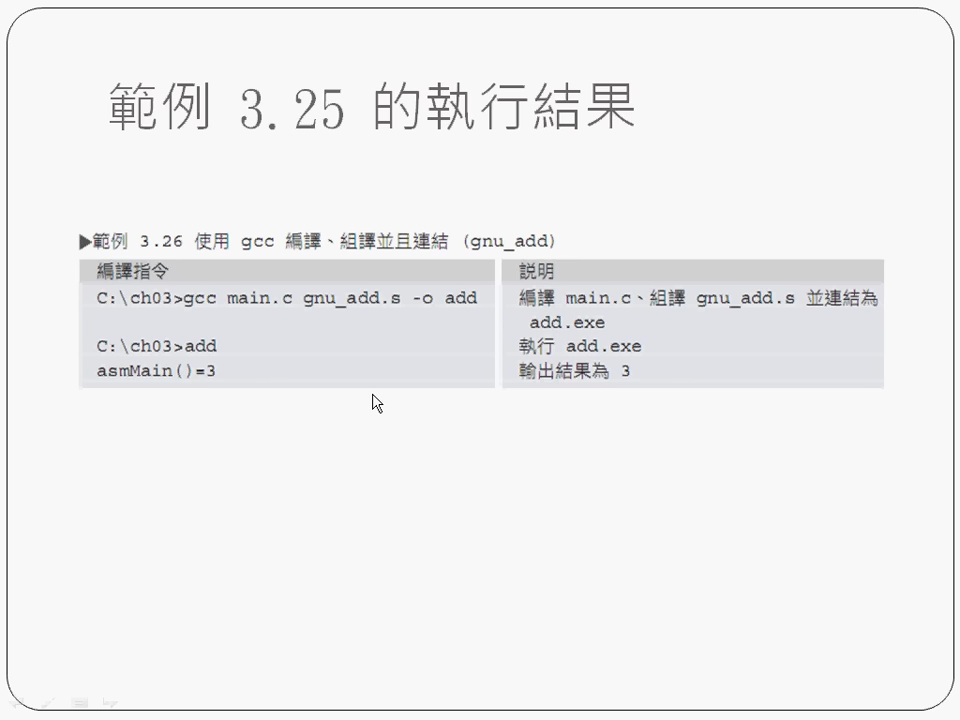 範例 3.25 的執行結果
▶範例 3.26 使用 gcc 編譯、組譯並且連結 (gnu_add)
編譯指令
說明
C:\ch03>gcc main.c gnu_add.s -o add
編譯 main.c、組譯 gnu_add.s 並連結為
add.exe
C:\ch03>add
執行 add.exe
asmMain()=3
輸出結果為 3